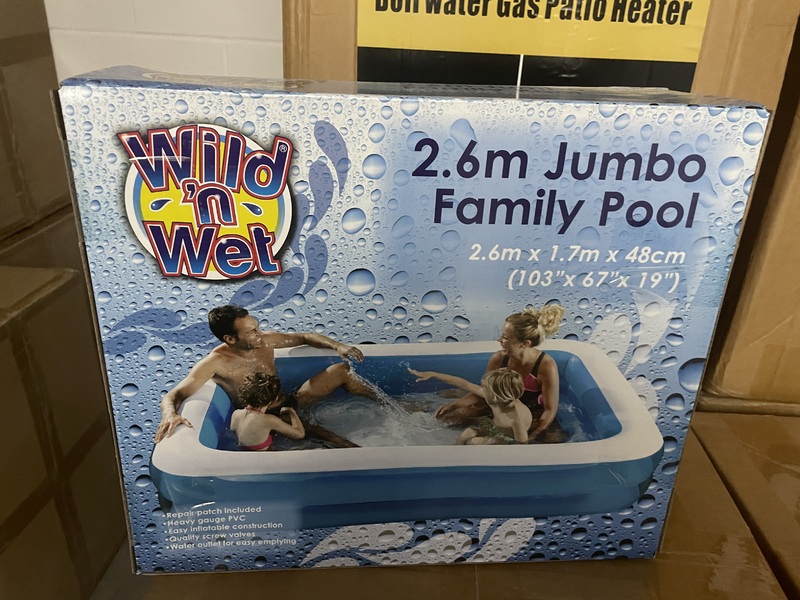 Boil Water Gas Patio Heater
Wild®
'n
Wet
2.6m Jumbo
Family Pool
2.6m x 1.7m x 48cm
(103"x 67"x 19")
•Repair patch included
•Heavy gauge PVC
•Easy inflatable construction
•Quality screw valves
•Water outlet for easy emptying